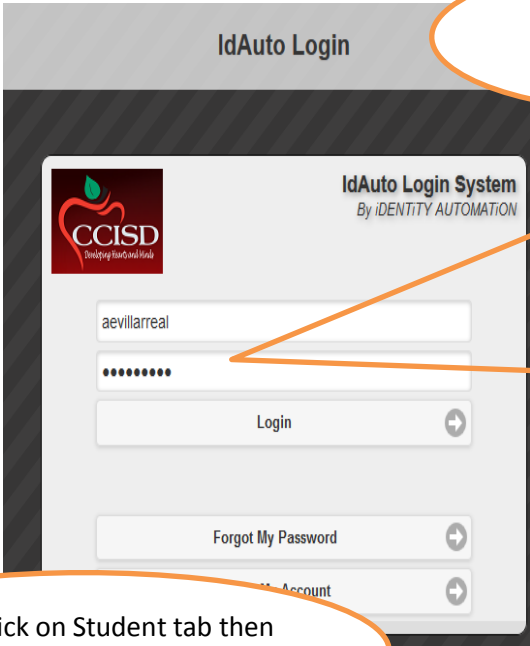 IdAuto Login
IdAuto Login System
By iDENTiTY AUTOMATiON
CCISD
Developing Hearts and Minds
aevillarreal
•••••••••
Login
Forgot My Password
Account
ick on Student tab then